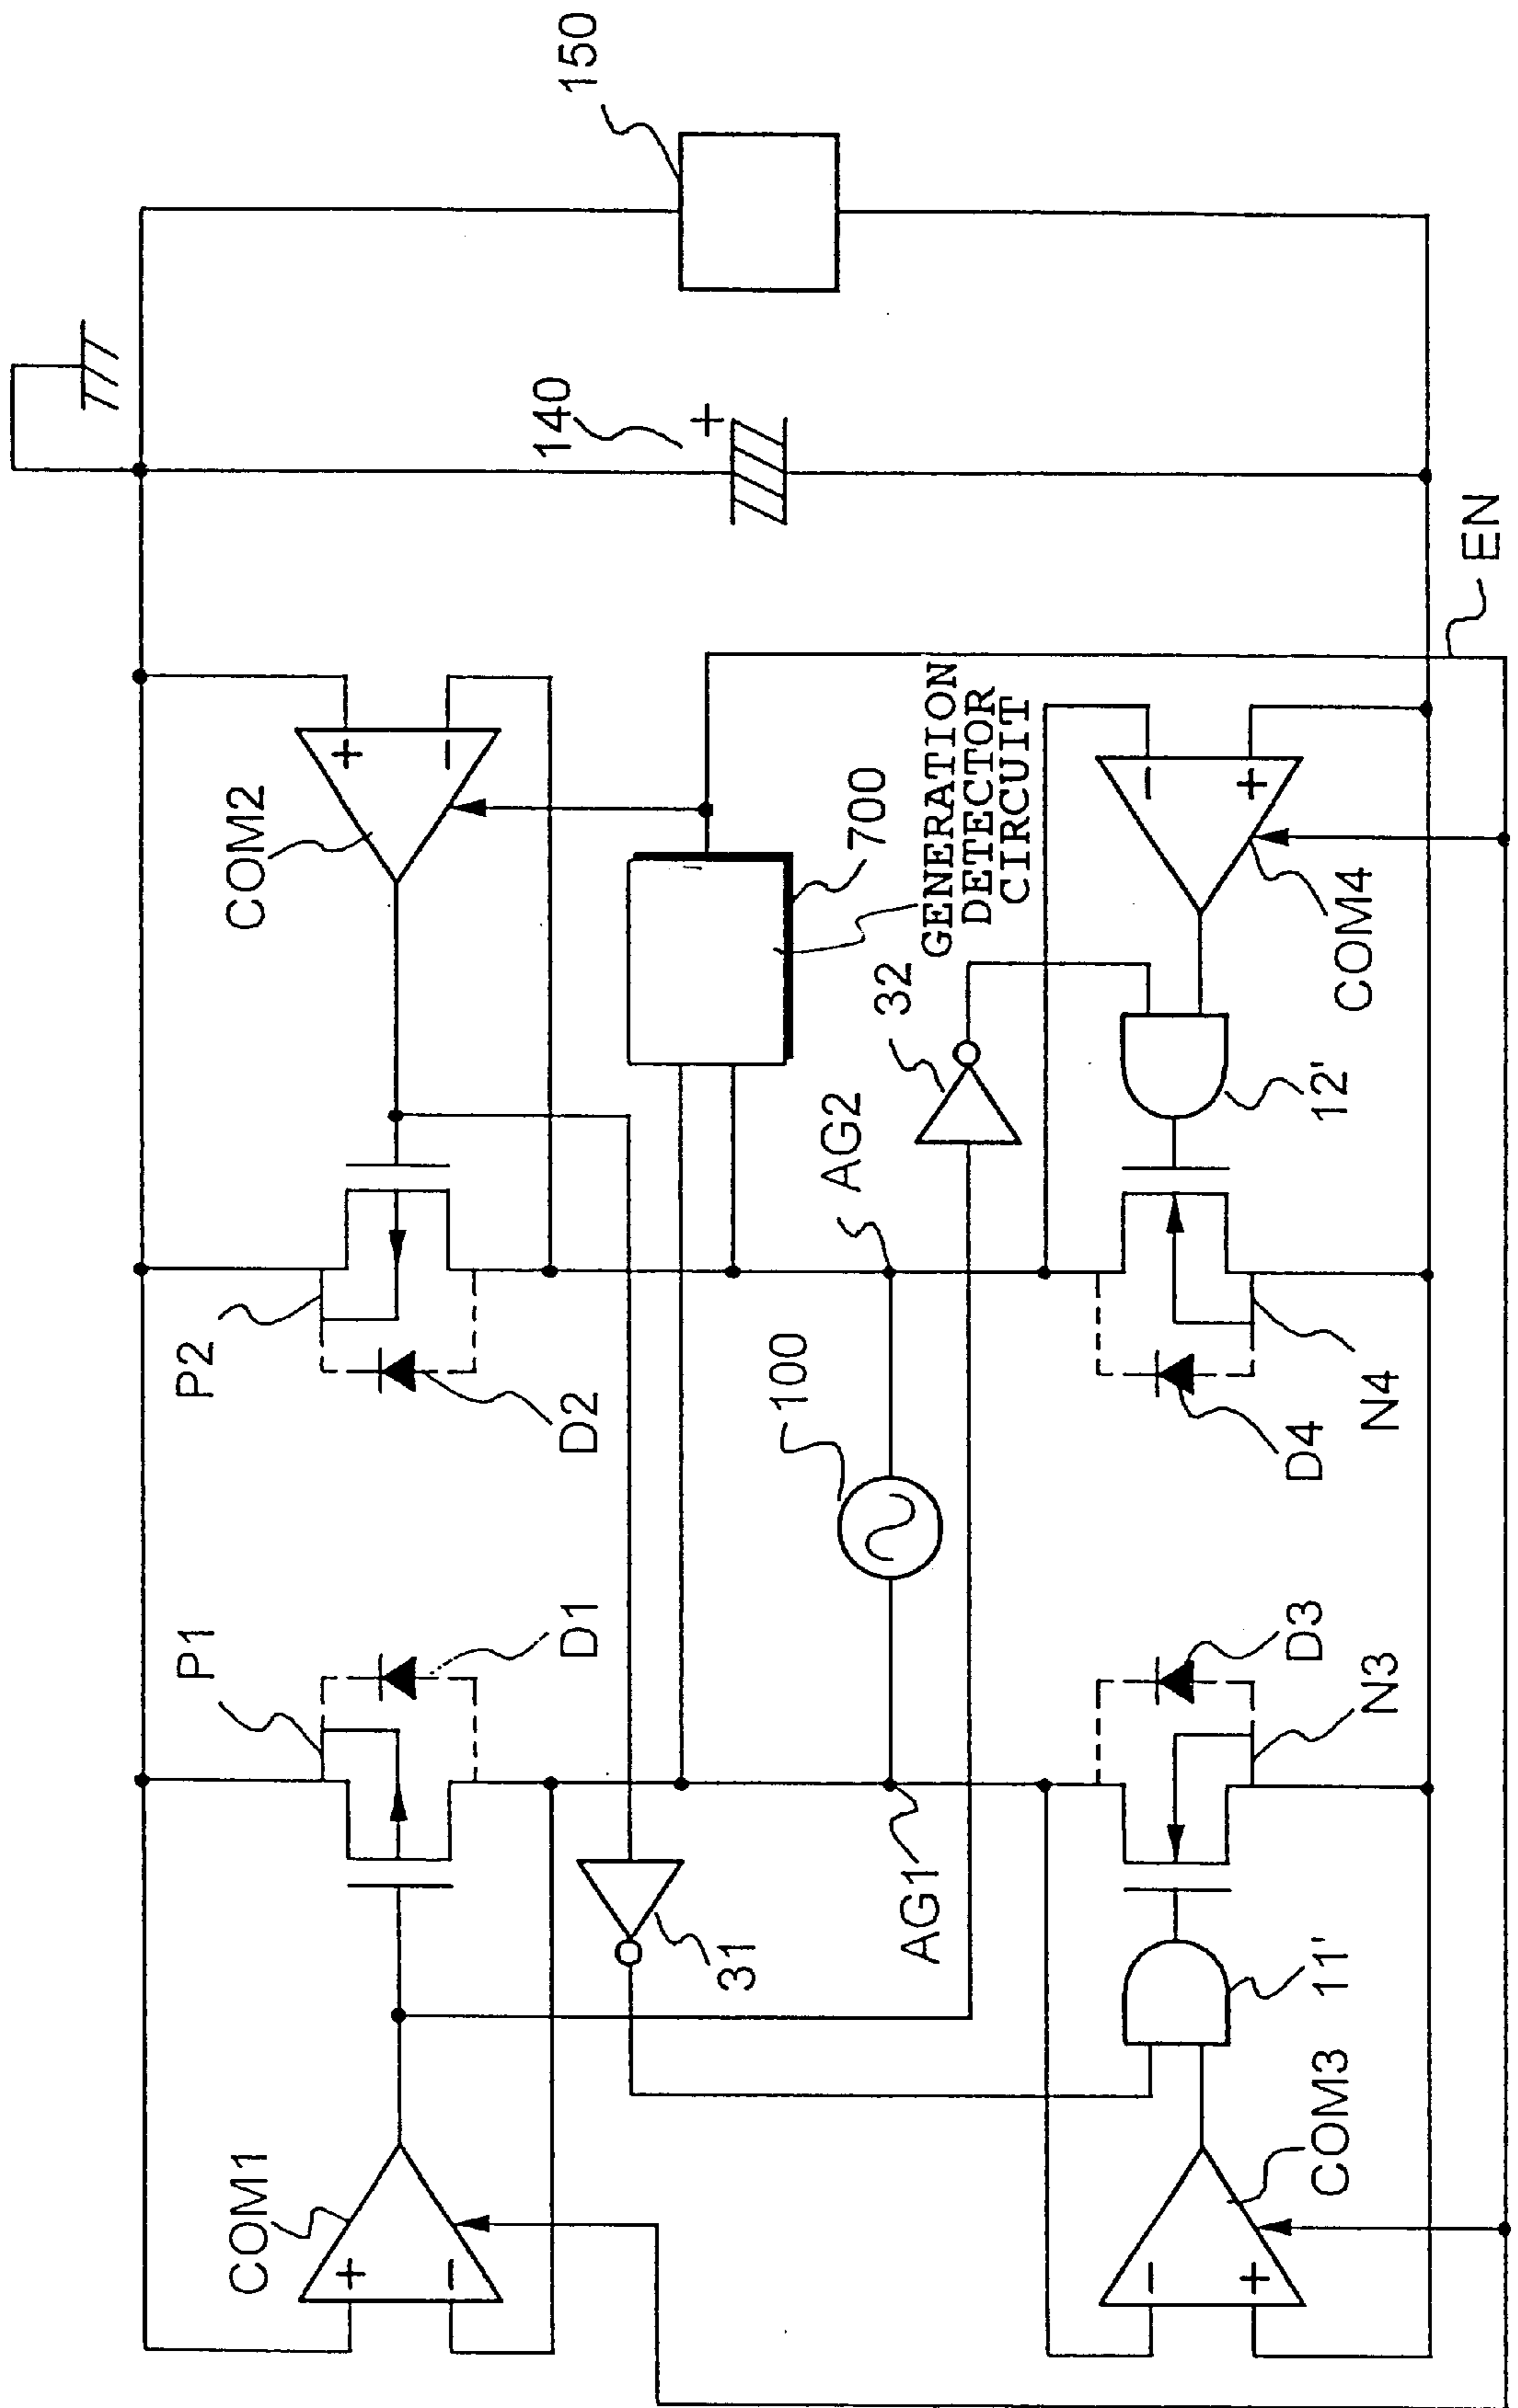 COM1
P1
D1
P2
D2
COM2
140
+
150
+
−
+
−
31
AG1
100
AG2
32
700
GENERATION
DETECTOR
CIRCUIT
COM3
11'
N3
D3
D4
N4
12'
COM4
EN
−
+
−
+